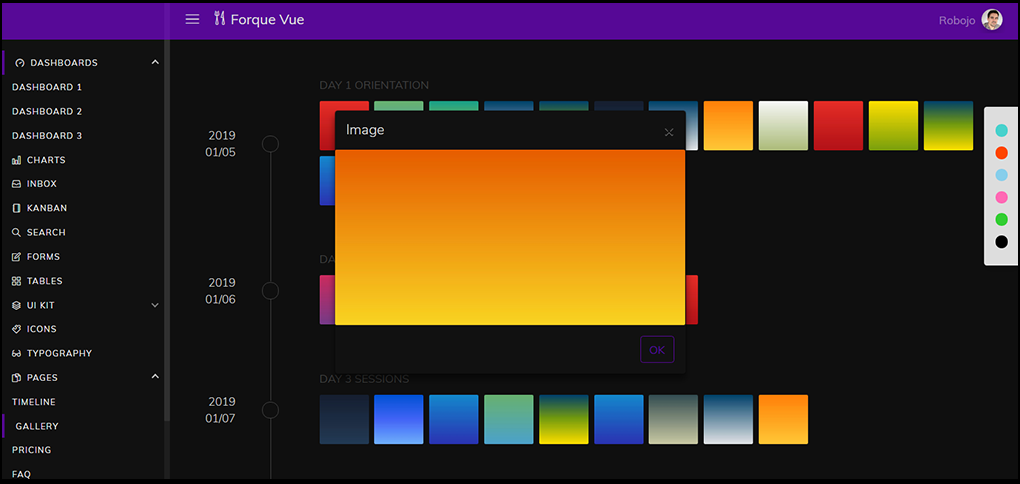 Forque Vue
Robojo
DASHBOARDS
DASHBOARD 1
DASHBOARD 2
DASHBOARD 3
CHARTS
INBOX
KANBAN
SEARCH
FORMS
TABLES
UI KIT
ICONS
TYPOGRAPHY
PAGES
TIMELINE
GALLERY
PRICING
FAQ
DAY 1 ORIENTATION
2019
01/05
Image
OK
DA
2019
01/06
DAY 3 SESSIONS
2019
01/07